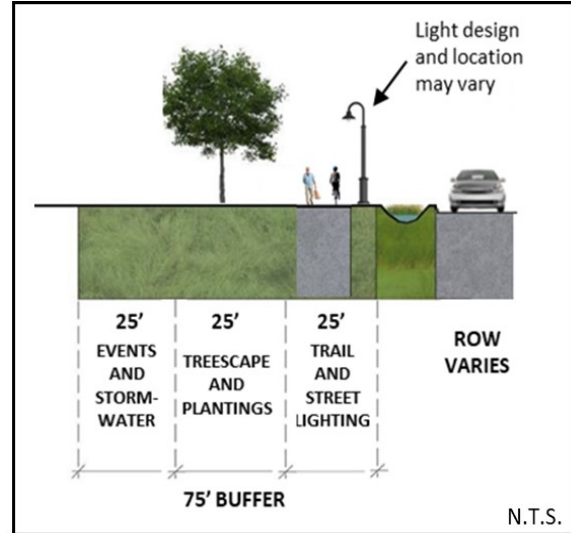 Light design
and location
may vary
25’
EVENTS
AND
STORM-
WATER
25’
TREESCAPE
AND
PLANTINGS
25’
TRAIL
AND
STREET
LIGHTING
ROW
VARIES
75’ BUFFER
N.T.S.